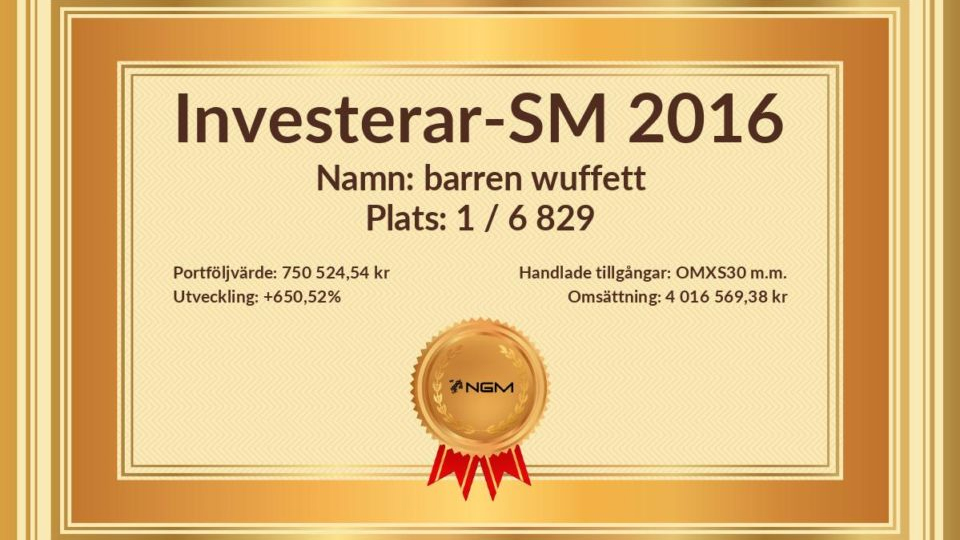 Investerar-SM 2016
Namn: barren wuffett
Plats: 1 / 6 829
Portföljvärde: 750 524,54 kr
Utveckling: +650,52%
Handlade tillgångar: OMXS30 m.m.
Omsättning: 4 016 569,38 kr
NGM